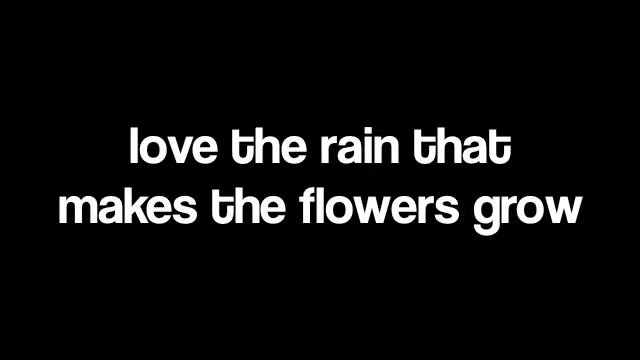 love the rain that
makes the flowers grow